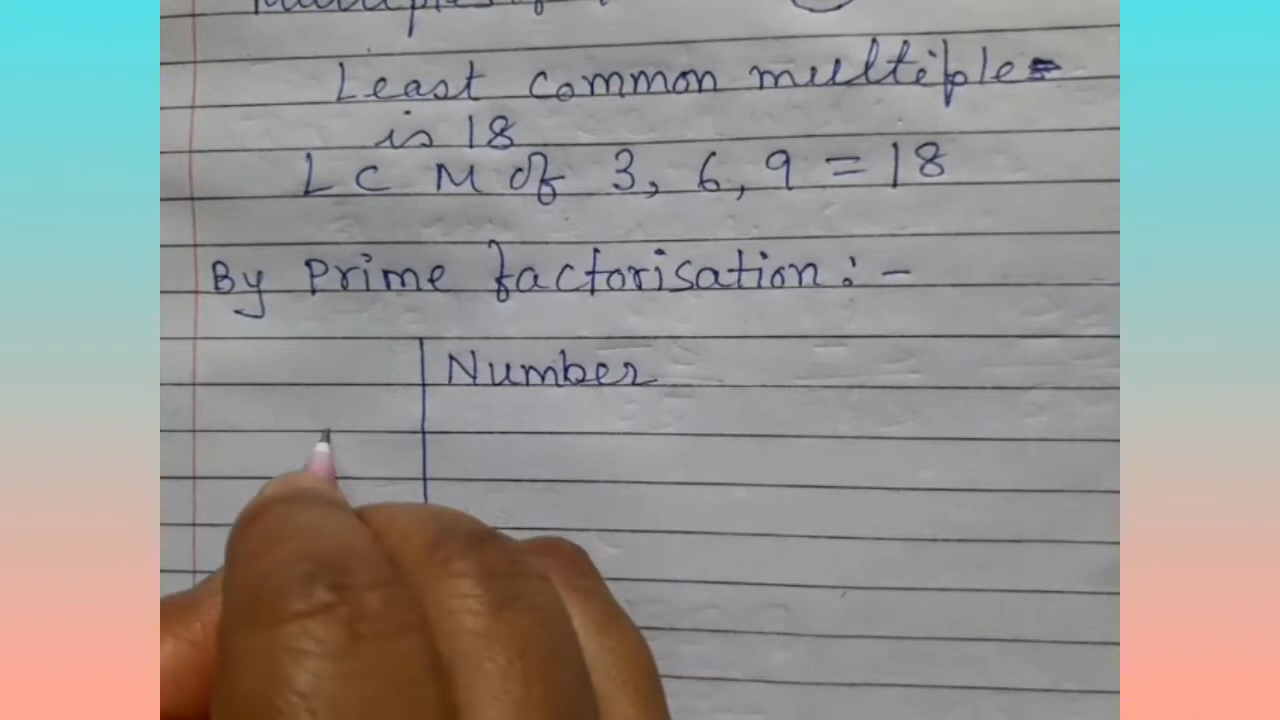 Least common multiple
is 18
LCM of 3, 6, 9 = 18
By Prime factorisation :-
Number